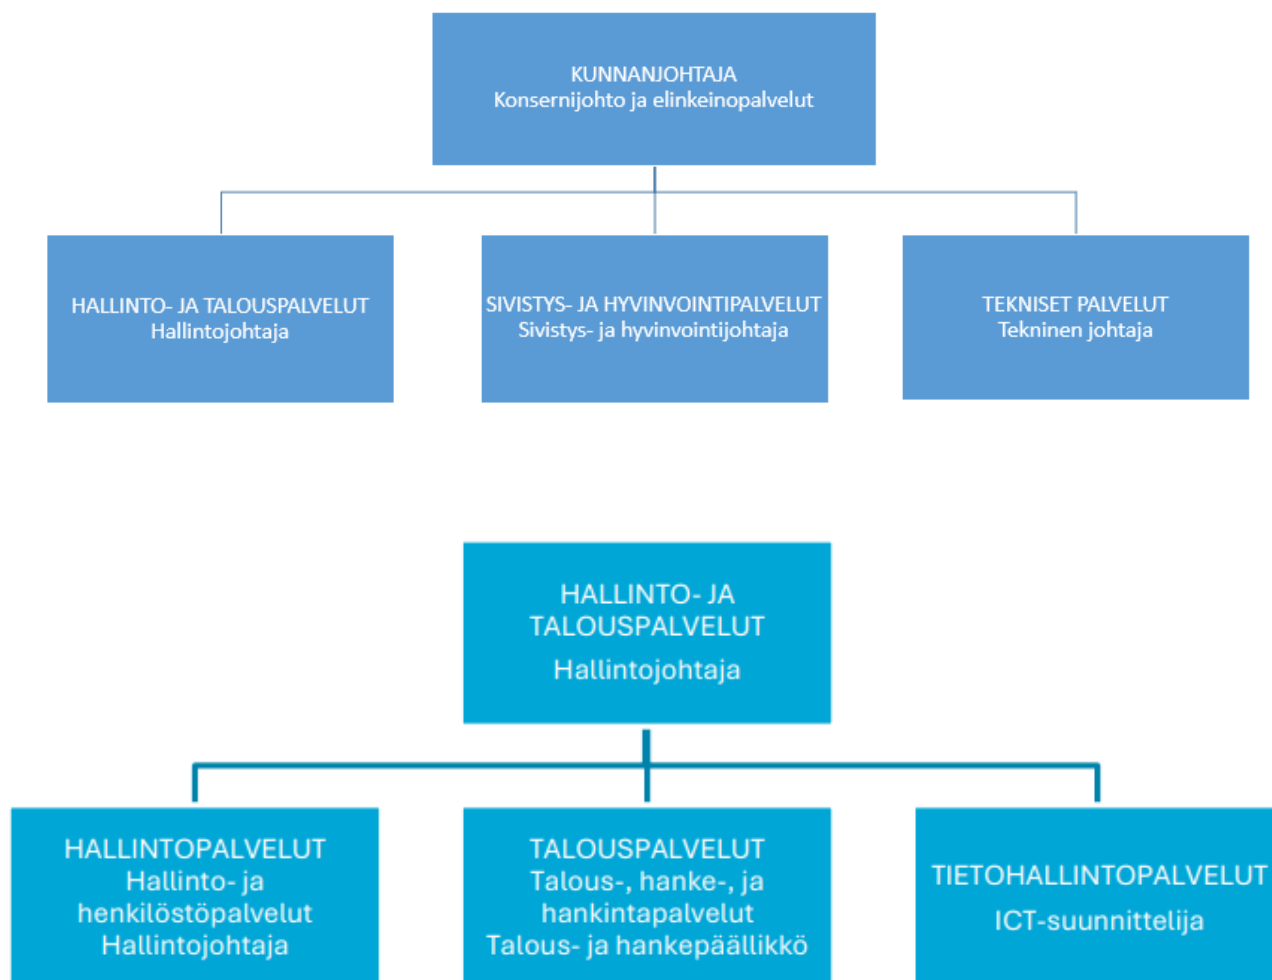 KUNNANJOHTAJA
Konsernijohto ja elinkeinopalvelut
HALLINTO- JA TALOUSPALVELUT
Hallintojohtaja
SIVISTYS- JA HYVINVOINTIPALVELUT
Sivistys- ja hyvinvointijohtaja
TEKNISET PALVELUT
Tekninen johtaja
HALLINTO- JA
TALOUSPALVELUT
Hallintojohtaja
HALLINTOPALVELUT
Hallinto- ja
henkilöstöpalvelut
Hallintojohtaja
TALOUSPALVELUT
Talous-, hanke-, ja
hankintapalvelut
Talous- ja hankepäällikkö
TIETOHALLINTOPALVELUT
ICT-suunnittelija